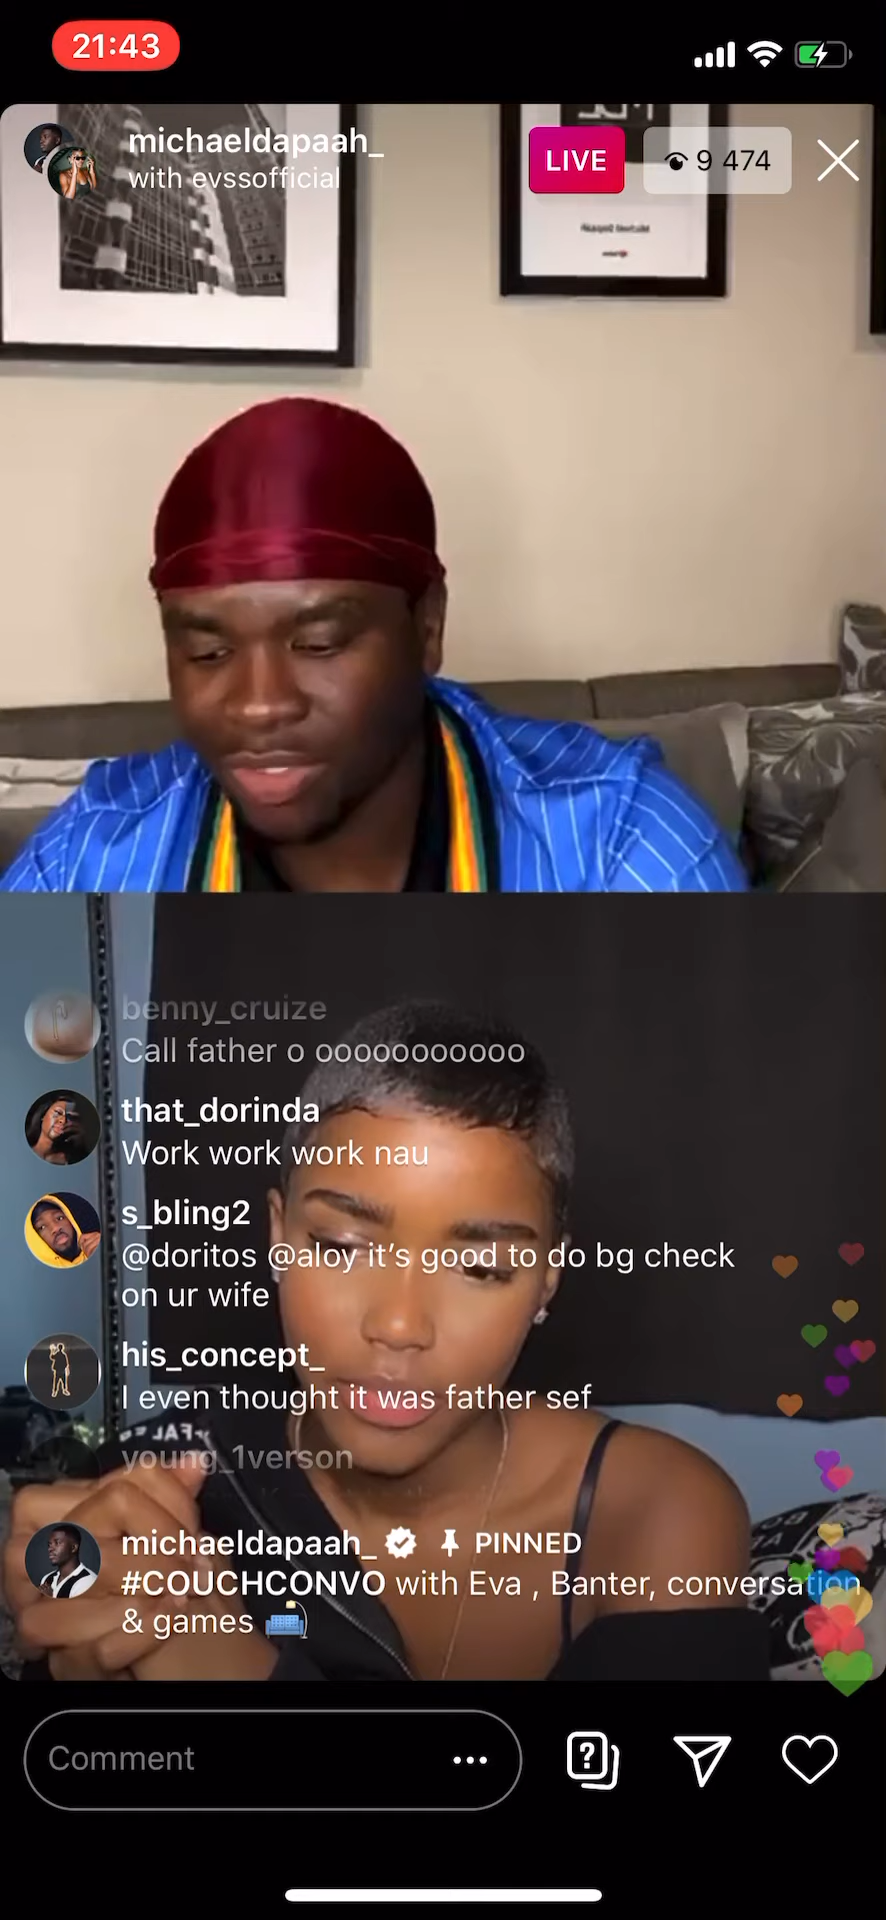 21:43
michaeldapaah_
with evssofficial
LIVE
9 474
benny_cruize
Call father o ooooooooooo
that_dorinda
Work work work nau
s_bling2
@doritos @aloy it’s good to do bg check
on ur wife
his_concept_
I even thought it was father sef
young_1verson
michaeldapaah_ PINNED
#COUCHCONVO with Eva , Banter, conversation
& games
Comment